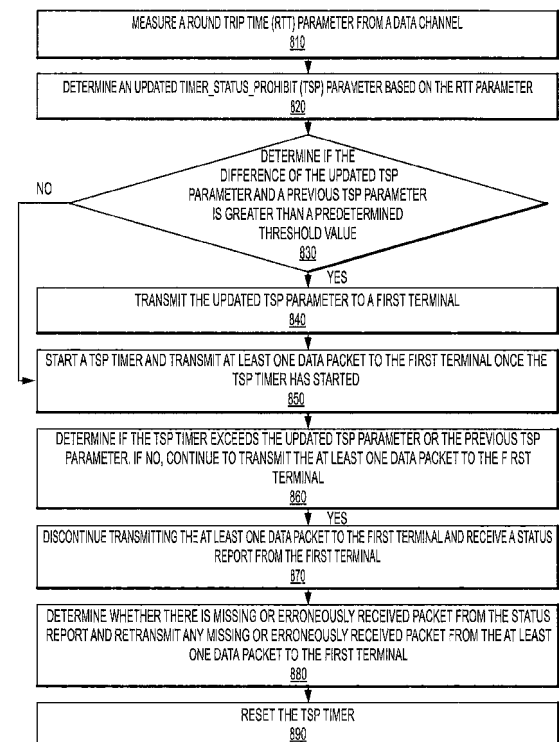 MEASURE A ROUND TRIP TIME (RTT) PARAMETER FROM A DATA CHANNEL
810
DETERMINE AN UPDATED TIMER_STATUS_PROHIBIT (TSP) PARAMETER BASED ON THE RTT PARAMETER
820
DETERMINE IF THE
DIFFERENCE OF THE UPDATED TSP
PARAMETER AND A PREVIOUS TSP PARAMETER
IS GREATER THAN A PREDETERMINED
THRESHOLD VALUE
830
NO
YES
TRANSMIT THE UPDATED TSP PARAMETER TO A FIRST TERMINAL
840
START A TSP TIMER AND TRANSMIT AT LEAST ONE DATA PACKET TO THE FIRST TERMINAL ONCE THE
TSP TIMER HAS STARTED
850
DETERMINE IF THE TSP TIMER EXCEEDS THE UPDATED TSP PARAMETER OR THE PREVIOUS TSP
PARAMETER. IF NO, CONTINUE TO TRANSMIT THE AT LEAST ONE DATA PACKET TO THE FIRST
TERMINAL
860
YES
DISCONTINUE TRANSMITTING THE AT LEAST ONE DATA PACKET TO THE FIRST TERMINAL AND RECEIVE A STATUS
REPORT FROM THE FIRST TERMINAL
870
DETERMINE WHETHER THERE IS MISSING OR ERRONEOUSLY RECEIVED PACKET FROM THE STATUS
REPORT AND RETRANSMIT ANY MISSING OR ERRONEOUSLY RECEIVED PACKET FROM THE AT LEAST
ONE DATA PACKET TO THE FIRST TERMINAL
880
RESET THE TSP TIMER
890